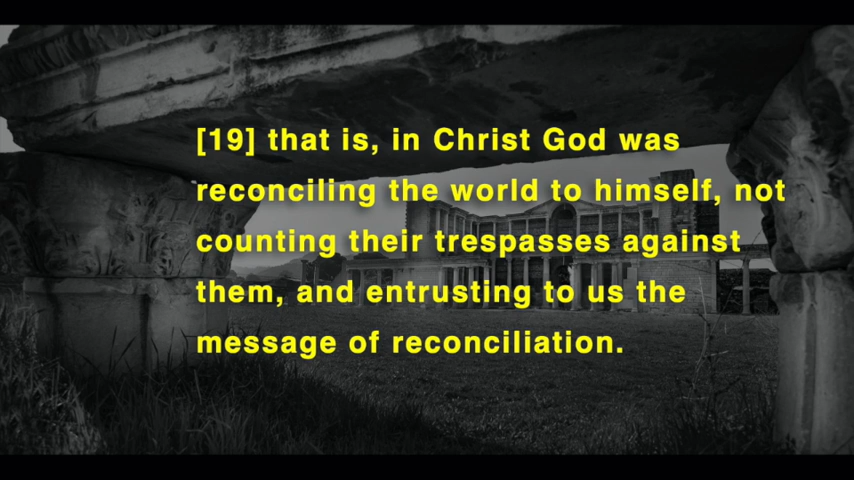 [19] that is, in Christ God was
reconciling the world to himself, not
counting their trespasses against
them, and entrusting to us the
message of reconciliation.